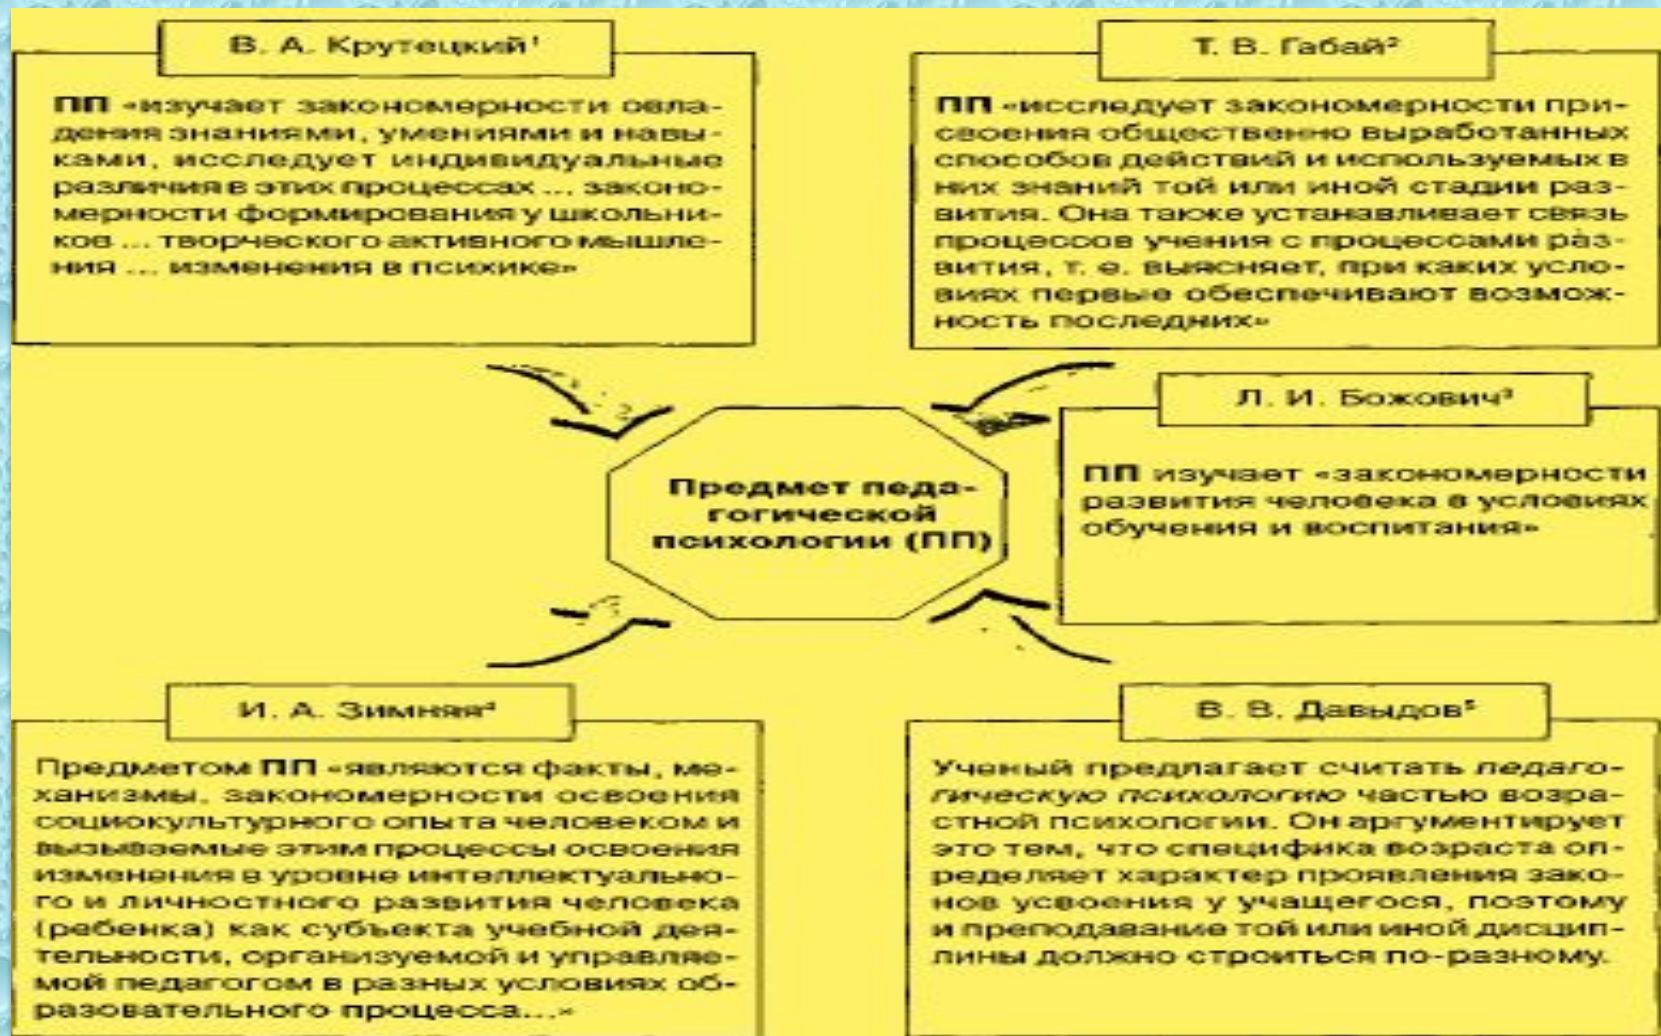 В. А. Крутецкий¹
ПП «изучает закономерности овла-
дения знаниями, умениями и навы-
ками, исследует индивидуальные
различия в этих процессах ... законо-
мерности формирования у школьни-
ков ... творческого активного мышле-
ния ... изменения в психике»
Т. В. Габай²
ПП «исследует закономерности при-
своения общественно выработанных
способов действий и используемых в
них знаний той или иной стадии раз-
вития. Она также устанавливает связь
процессов учения с процессами раз-
вития, т. е. выясняет, при каких усло-
виях первые обеспечивают возмож-
ность последних»
Л. И. Божович³
ПП изучает «закономерности
развития человека в условиях
обучения и воспитания»
Предмет педа-
гогической
психологии (ПП)
И. А. Зимняя⁴
Предметом ПП «являются факты, ме-
ханизмы, закономерности освоения
социокультурного опыта человеком и
вызываемые этим процессы освоения
изменения в уровне интеллектуально-
го и личностного развития человека
(ребенка) как субъекта учебной дея-
тельности, организуемой и управляе-
мой педагогом в разных условиях об-
разовательного процесса...»
В. В. Давыдов⁵
Ученый предлагает считать педаго-
гическую психологию частью возра-
стной психологии. Он аргументирует
это тем, что специфика возраста оп-
ределяет характер проявления зако-
нов усвоения у учащегося, поэтому
и преподавание той или иной дисцип-
лины должно строиться по-разному.